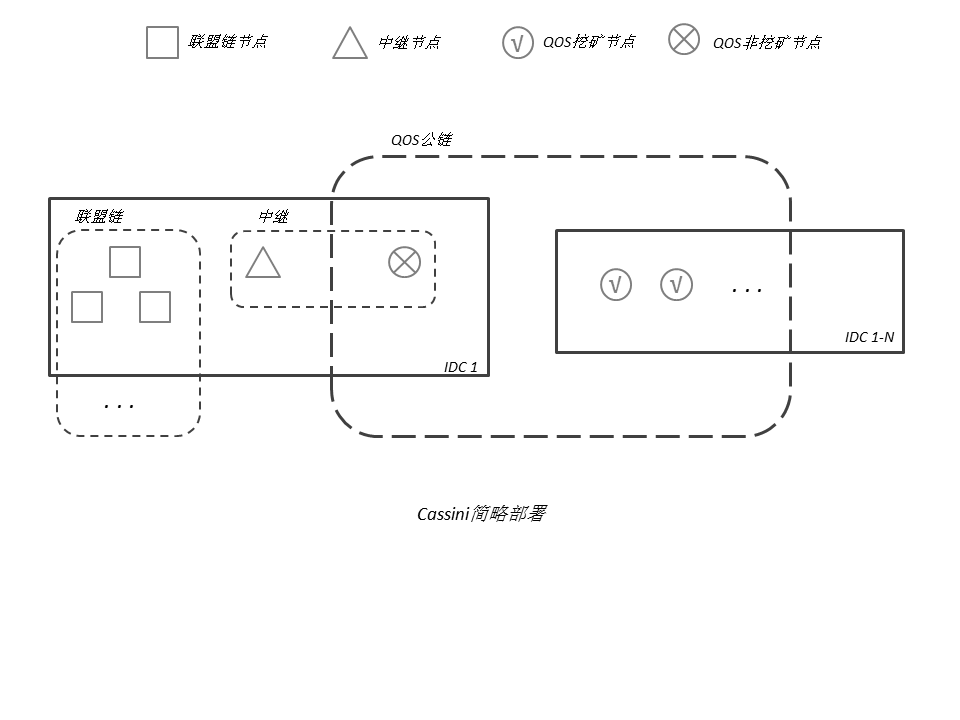 联盟链节点
中继节点
QOS挖矿节点
QOS非挖矿节点
QOS公链
联盟链
中继
√ √ . . .
IDC 1-N
IDC 1
. . .
Cassini简略部署